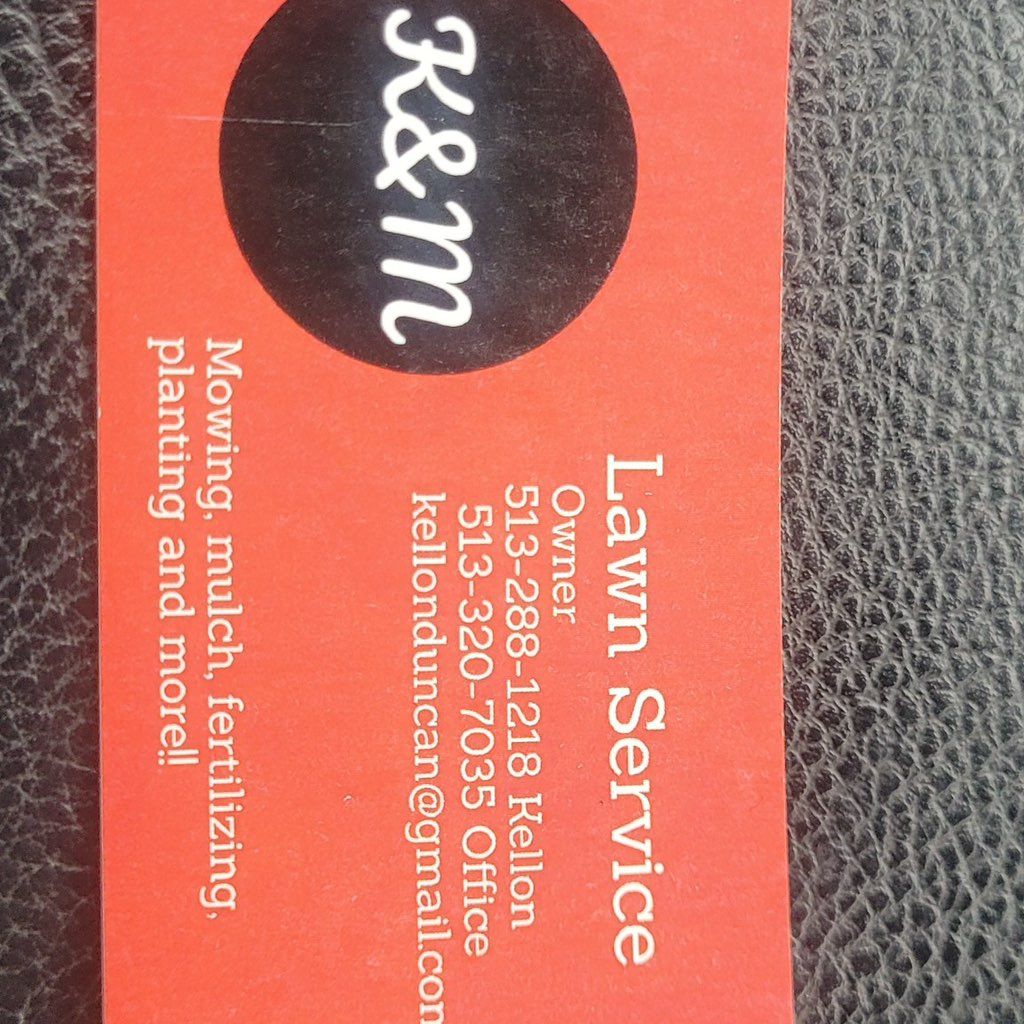 K&M
Lawn Service
Owner
513-288-1218 Kellon
513-320-7035 Office
kellonduncan@gmail.com
Mowing, mulch, fertilizing,
planting and more!!